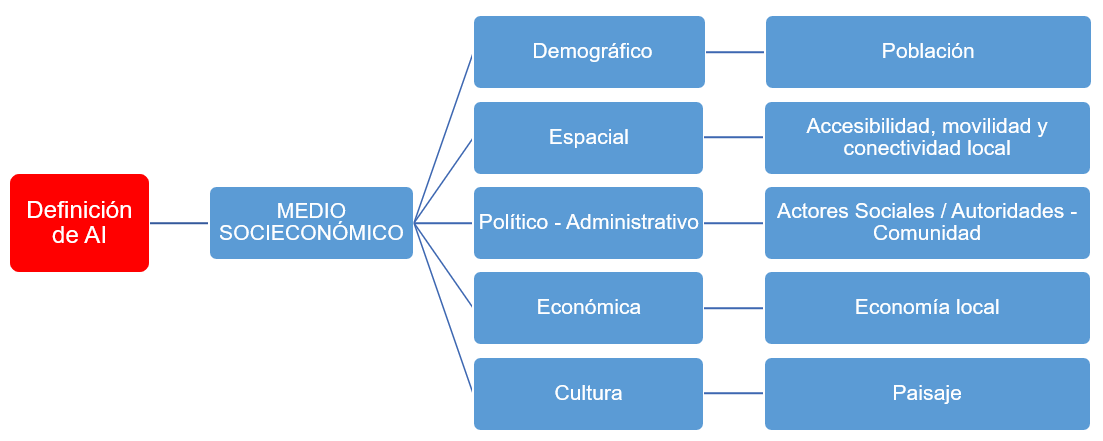 Definición
de AI
MEDIO
SOCIECONÓMICO
Demográfico
Población
Espacial
Accesibilidad, movilidad y
conectividad local
Político - Administrativo
Actores Sociales / Autoridades -
Comunidad
Económica
Economía local
Cultura
Paisaje